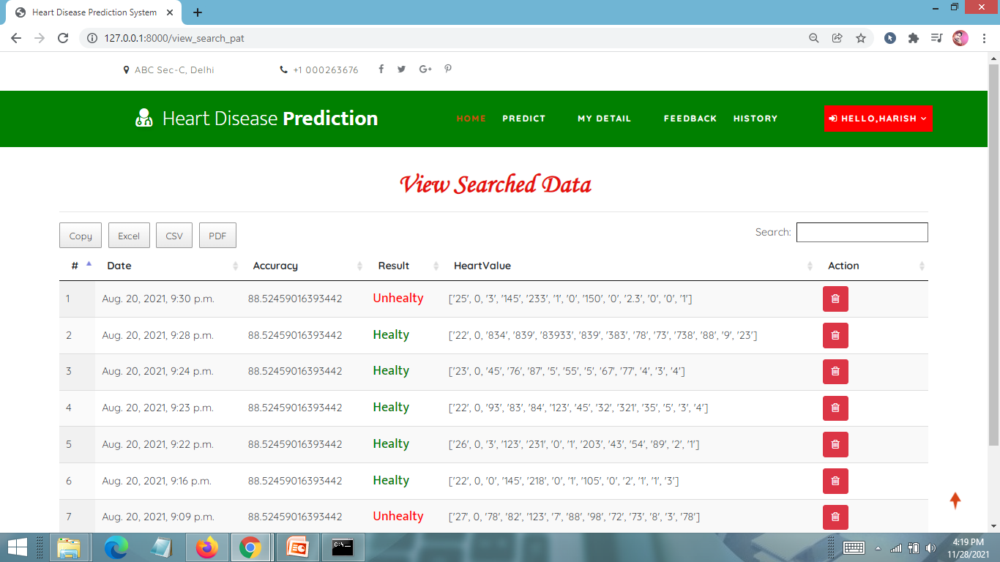 Heart Disease Prediction System
127.0.0.1:8000/view_search_pat
ABC Sec-C, Delhi +1 000263676
Heart Disease Prediction HOME PREDICT MY DETAIL FEEDBACK HISTORY HELLO,HARISH
View Searched Data
Copy Excel CSV PDF Search:
# Date Accuracy Result HeartValue Action
1 Aug. 20, 2021, 9:30 p.m. 88.52459016393442 Unhealty ['25', 0, '3', '145', '233', '1', '0', '150', '0', '2.3', '0', '0', '1']
2 Aug. 20, 2021, 9:28 p.m. 88.52459016393442 Healty ['22', 0, '834', '839', '83933', '839', '383', '78', '73', '738', '88', '9', '23']
3 Aug. 20, 2021, 9:24 p.m. 88.52459016393442 Healty ['23', 0, '45', '76', '87', '5', '55', '5', '67', '77', '4', '3', '4']
4 Aug. 20, 2021, 9:23 p.m. 88.52459016393442 Healty ['22', 0, '93', '83', '84', '123', '45', '32', '321', '35', '5', '3', '4']
5 Aug. 20, 2021, 9:22 p.m. 88.52459016393442 Healty ['26', 0, '3', '123', '231', '0', '1', '203', '43', '54', '89', '2', '1']
6 Aug. 20, 2021, 9:16 p.m. 88.52459016393442 Healty ['22', 0, '0', '145', '218', '0', '1', '105', '0', '2', '1', '1', '3']
7 Aug. 20, 2021, 9:09 p.m. 88.52459016393442 Unhealty ['27', 0, '78', '82', '123', '7', '88', '98', '72', '73', '8', '3', '78']
4:19 PM
11/28/2021